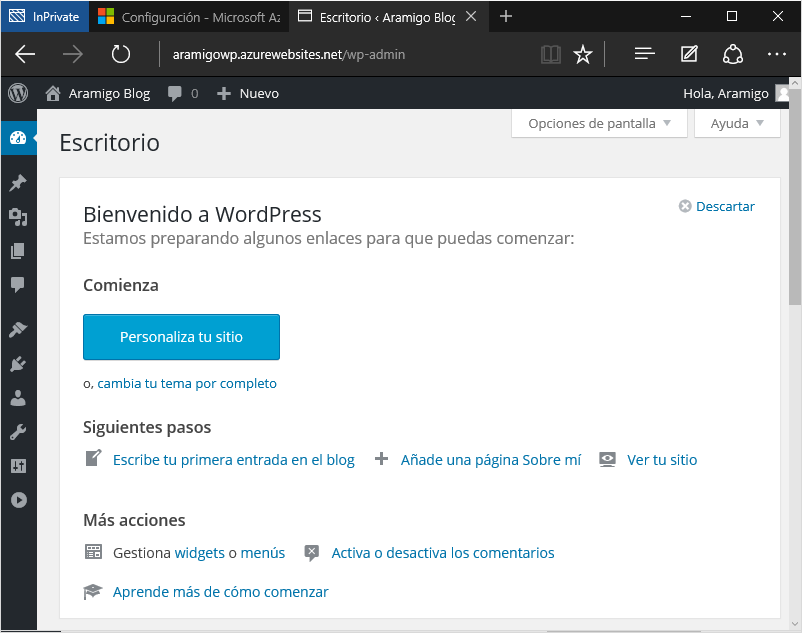 InPrivate
Configuración - Microsoft Az
Escritorio ‹ Aramigo Blog
aramigowp.azurewebsites.net/wp-admin
Aramigo Blog 0 Nuevo Hola, Aramigo
Opciones de pantalla Ayuda
Escritorio
Bienvenido a WordPress
Descartar
Estamos preparando algunos enlaces para que puedas comenzar:
Comienza
Personaliza tu sitio
o, cambia tu tema por completo
Siguientes pasos
Escribe tu primera entrada en el blog Añade una página Sobre mí Ver tu sitio
Más acciones
Gestiona widgets o menús Activa o desactiva los comentarios
Aprende más de cómo comenzar